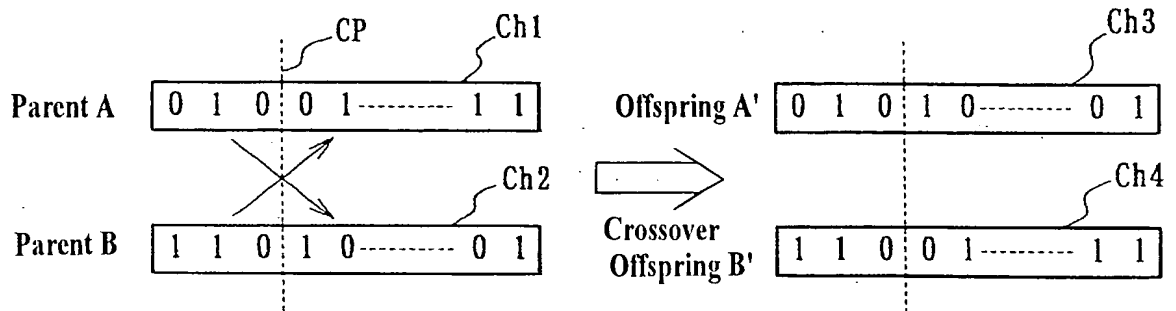 CP
Ch1
Parent A 0 1 0 0 1 -------- 1 1
Ch2
Parent B 1 1 0 1 0 -------- 0 1
Ch3
Offspring A' 0 1 0 1 0 -------- 0 1
Ch4
Crossover
Offspring B' 1 1 0 0 1 -------- 1 1